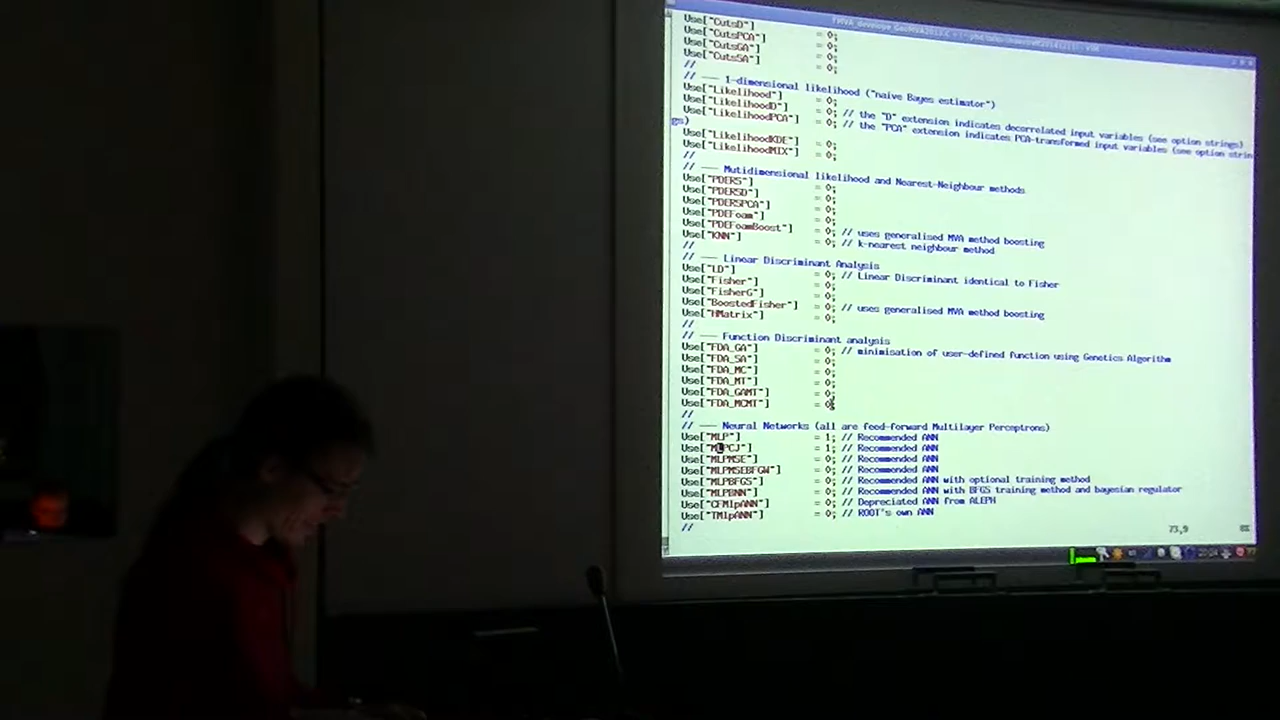 Use["CutsD"] = 0;
Use["CutsPCA"] = 0;
Use["CutsGA"] = 0;
Use["CutsSA"] = 0;
//
// --- 1-dimensional likelihood ("naive Bayes estimator")
Use["Likelihood"] = 0;
Use["LikelihoodD"] = 0; // the "D" extension indicates decorrelated input variables (see option strings)
Use["LikelihoodPCA"] = 0; // the "PCA" extension indicates PCA-transformed input variables (see option strin
gs)
Use["LikelihoodKDE"] = 0;
Use["LikelihoodMIX"] = 0;
//
// --- Mutidimensional likelihood and Nearest-Neighbour methods
Use["PDERS"] = 0;
Use["PDERSD"] = 0;
Use["PDERSPCA"] = 0;
Use["PDEFoam"] = 0;
Use["PDEFoamBoost"] = 0; // uses generalised MVA method boosting
Use["KNN"] = 0; // k-nearest neighbour method
//
// --- Linear Discriminant Analysis
Use["LD"] = 0; // Linear Discriminant identical to Fisher
Use["Fisher"] = 0;
Use["FisherG"] = 0;
Use["BoostedFisher"] = 0; // uses generalised MVA method boosting
Use["HMatrix"] = 0;
//
// --- Function Discriminant analysis
Use["FDA_GA"] = 0; // minimisation of user-defined function using Genetics Algorithm
Use["FDA_SA"] = 0;
Use["FDA_MC"] = 0;
Use["FDA_MT"] = 0;
Use["FDA_GAMT"] = 0;
Use["FDA_MCMT"] = 0;
//
// --- Neural Networks (all are feed-forward Multilayer Perceptrons)
Use["MLP"] = 1; // Recommended ANN
Use["MLPCJ"] = 1; // Recommended ANN
Use["MLPMSE"] = 0; // Recommended ANN
Use["MLPMSEBFGW"] = 0; // Recommended ANN
Use["MLPBFGS"] = 0; // Recommended ANN with optional training method
Use["MLPBNN"] = 0; // Recommended ANN with BFGS training method and bayesian regulator
Use["CFMlpANN"] = 0; // Depreciated ANN from ALEPH
Use["TMlpANN"] = 0; // ROOT's own ANN
//
73,9